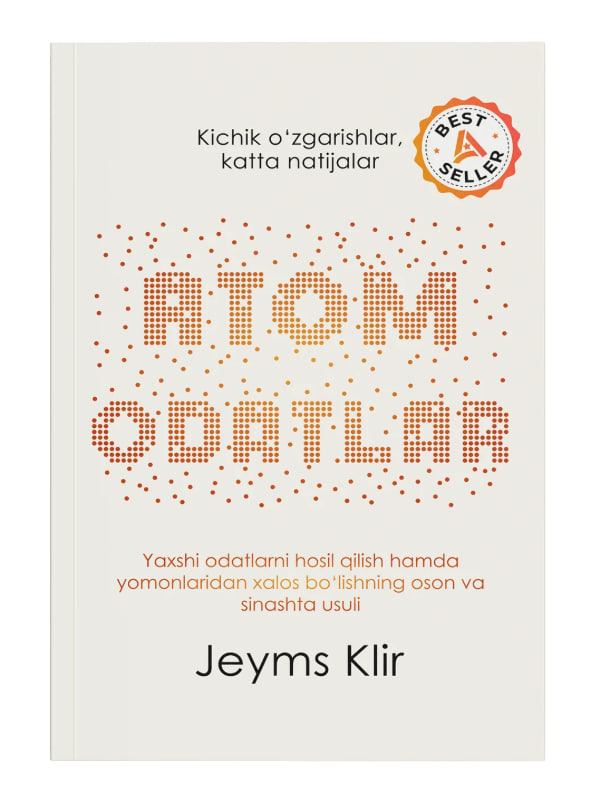 Kichik o‘zgarishlar,
katta natijalar
BEST
SELLER
ATOM
ODATLAR
Yaxshi odatlarni hosil qilish hamda
yomonlaridan xalos bo‘lishning oson va
sinashta usuli
Jeyms Klir